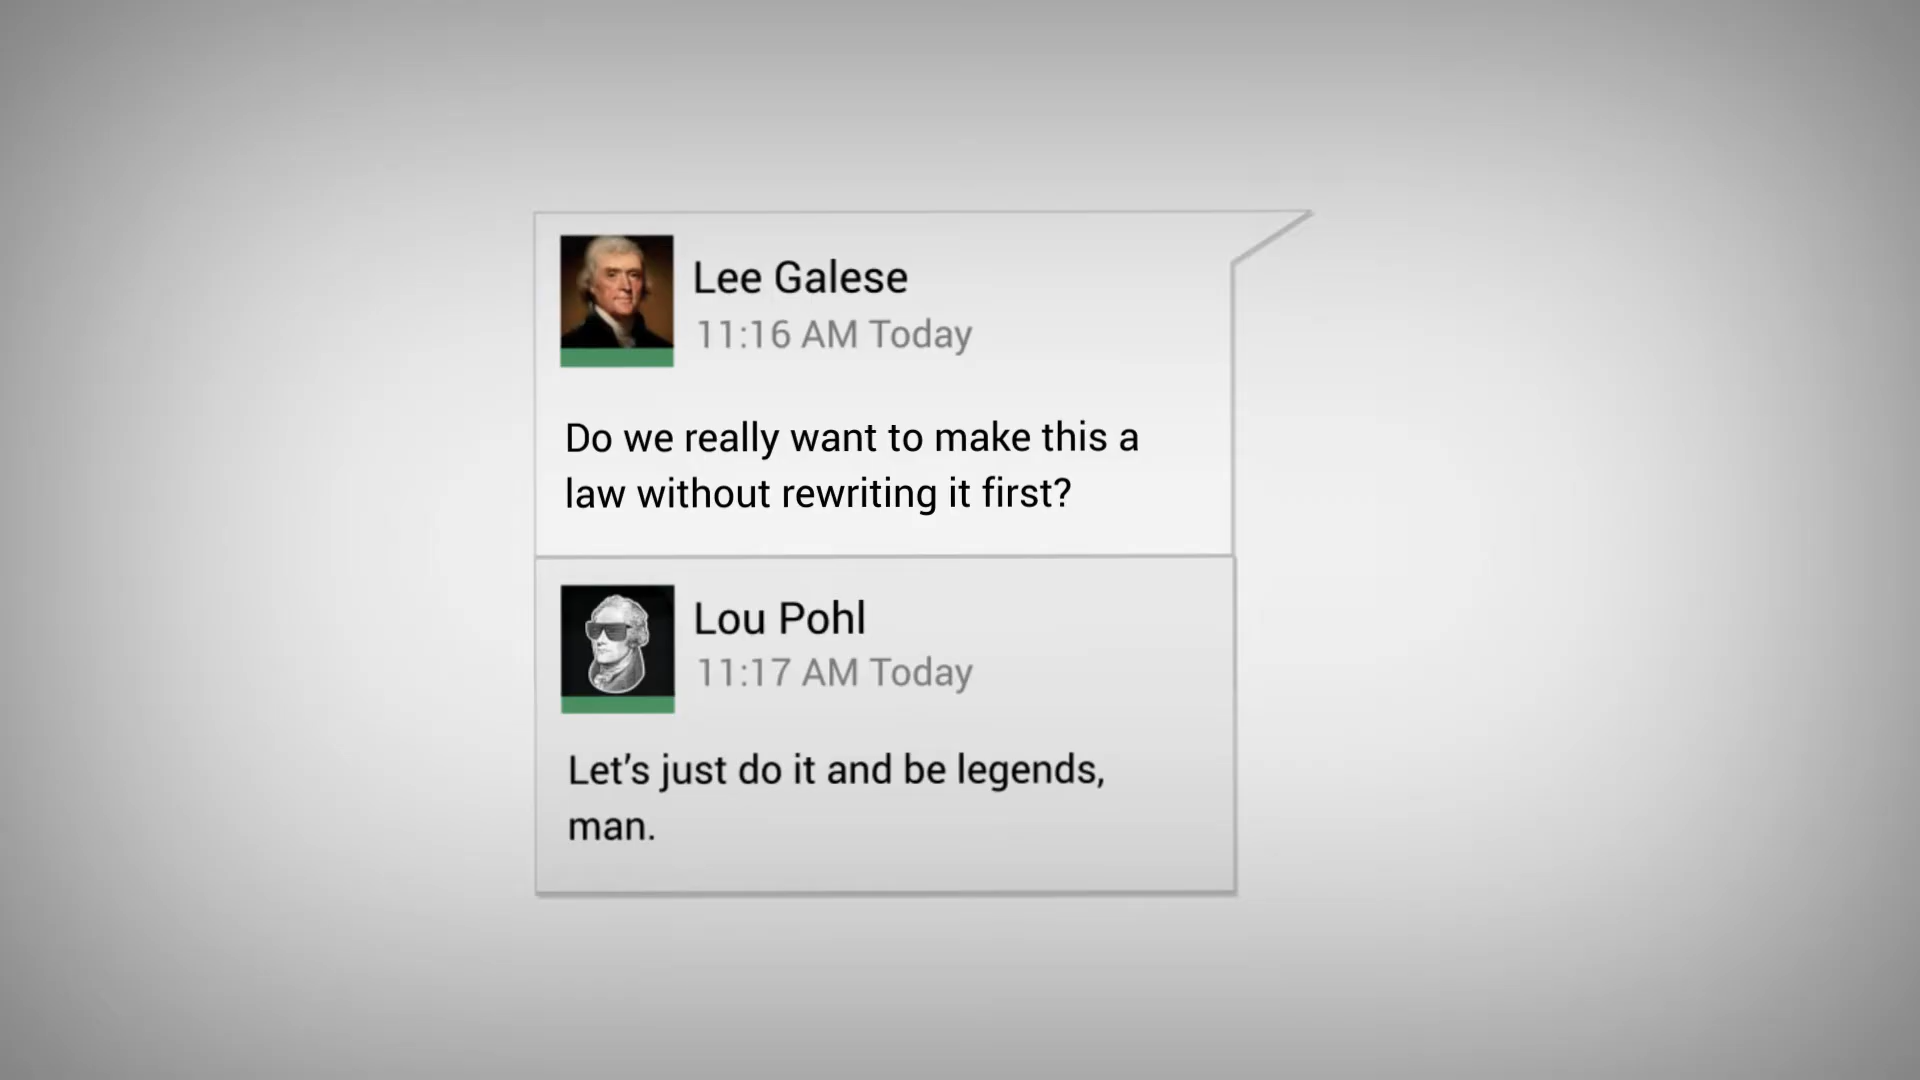 Lee Galese
11:16 AM Today
Do we really want to make this a
law without rewriting it first?
Lou Pohl
11:17 AM Today
Let’s just do it and be legends,
man.